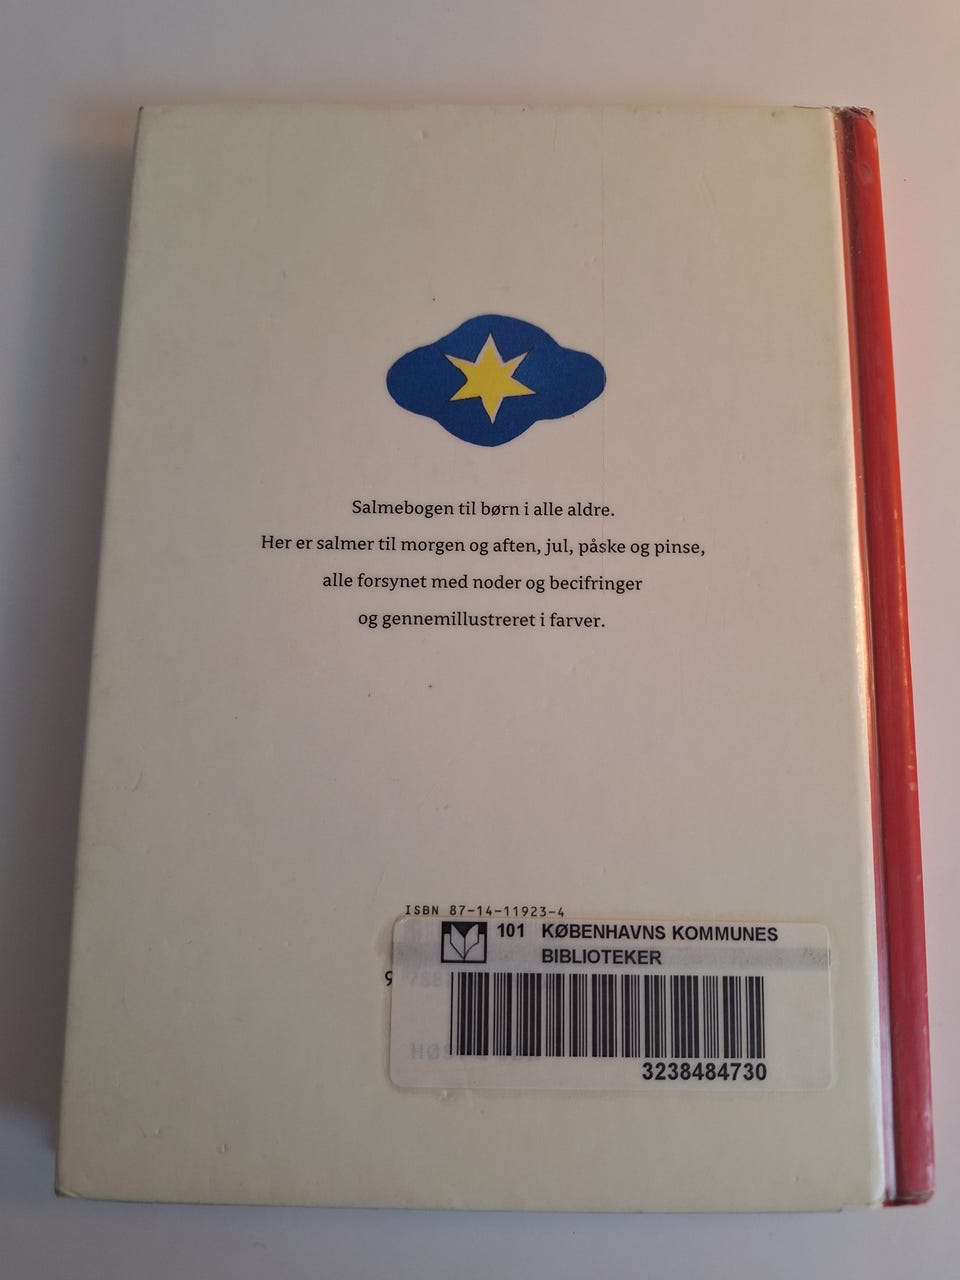 Salmebogen til børn i alle aldre.
Her er salmer til morgen og aften, jul, påske og pinse,
alle forsynet med noder og becifringer
og gennemillustreret i farver.
ISBN 87-14-11923-4
101 KØBENHAVNS KOMMUNES
BIBLIOTEKER
9
3238484730